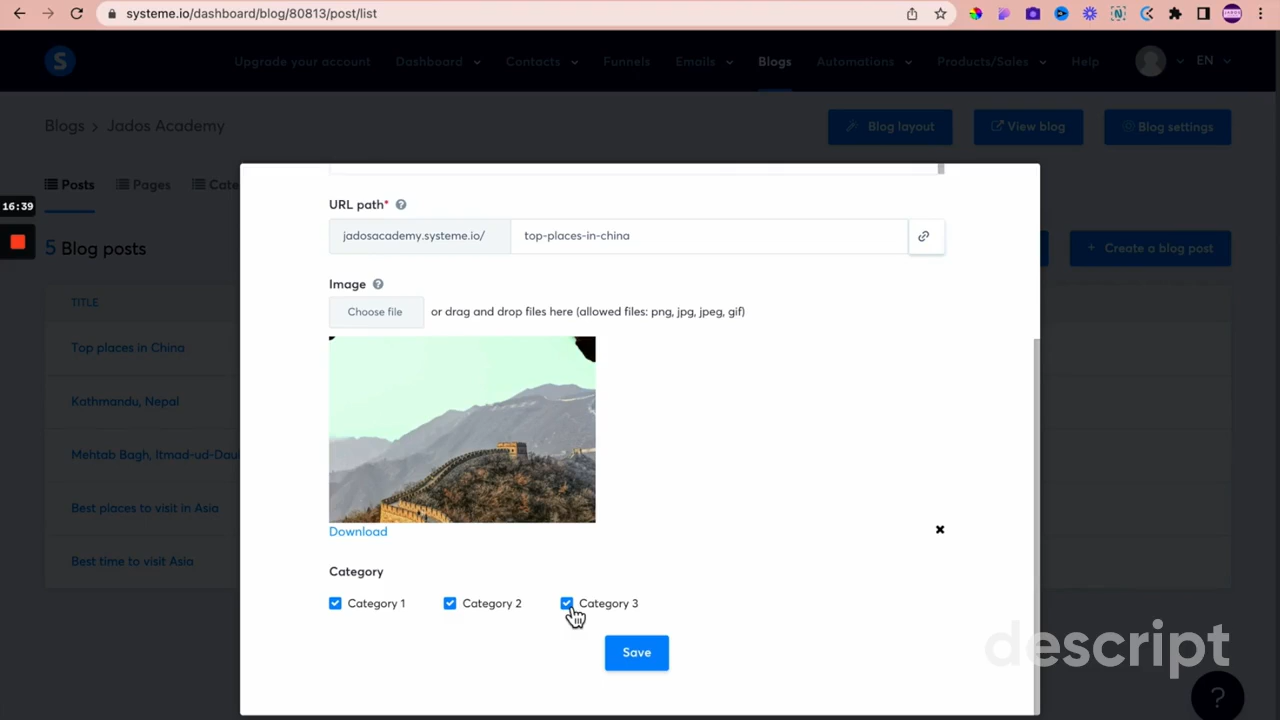 systeme.io/dashboard/blog/80813/post/list
S
Upgrade your account
Dashboard
Contacts
Funnels
Emails
Blogs
Automations
Products/Sales
Help
EN
Blogs > Jados Academy
Blog layout
View blog
Blog settings
Posts
Pages
Cate
16:39
URL path* ?
jadosacademy.systeme.io/
top-places-in-china
5 Blog posts
+ Create a blog post
Image ?
Choose file
or drag and drop files here (allowed files: png, jpg, jpeg, gif)
TITLE
Top places in China
Kathmandu, Nepal
Mehtab Bagh, Itmad-ud-Daul
Best places to visit in Asia
Best time to visit Asia
Download
Category
Category 1
Category 2
Category 3
Save
descript
?